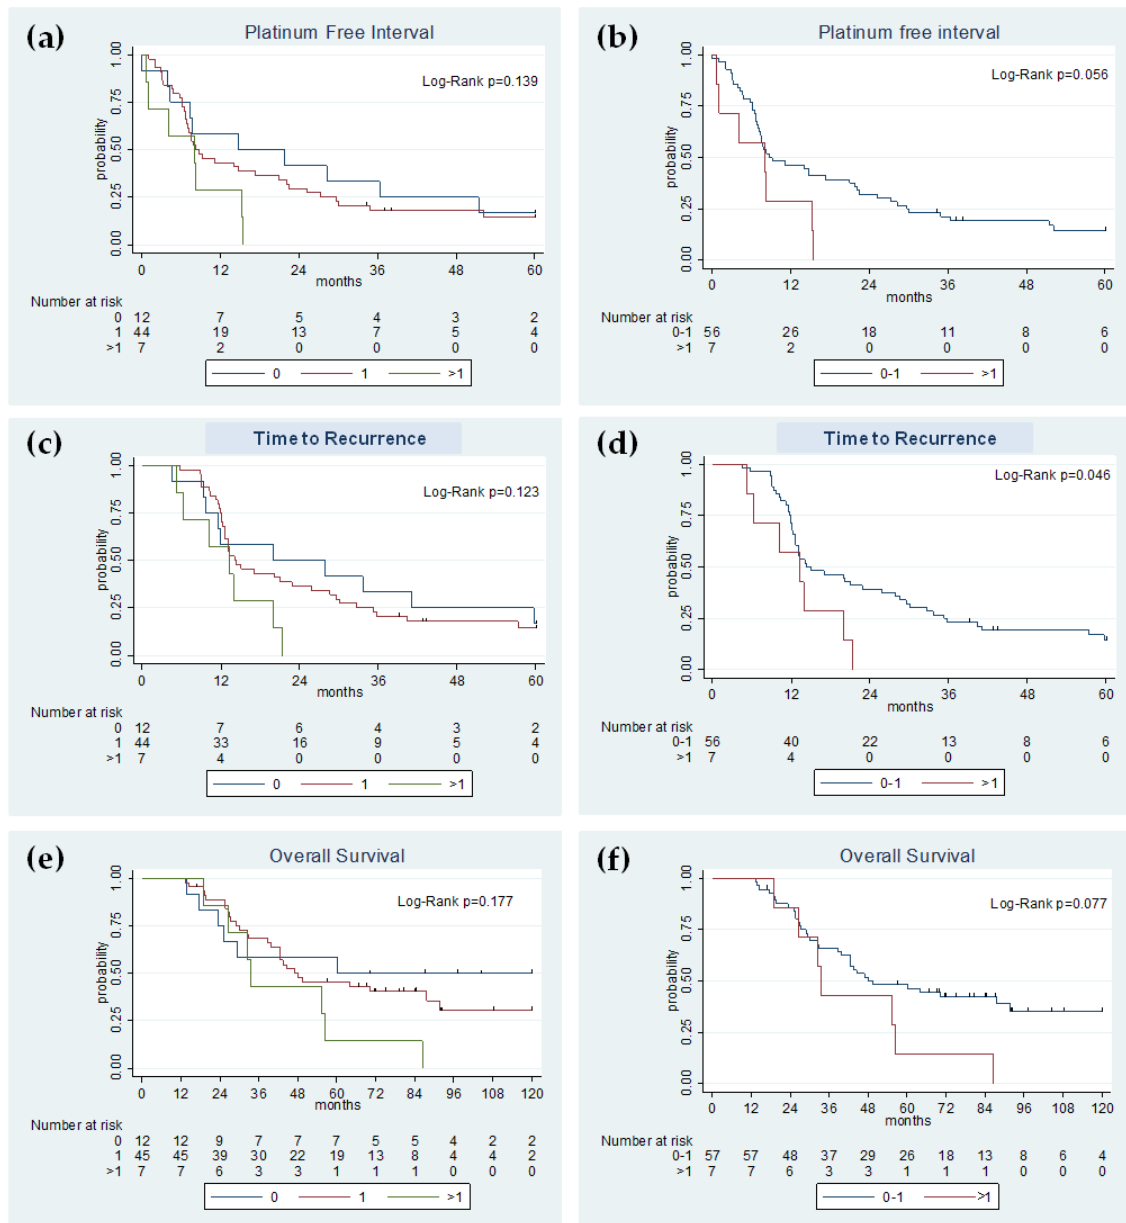 (a)
Platinum Free Interval
Log-Rank p=0.139
probability
1.00
0.75
0.50
0.25
0.00
0 12 24 36 48 60
months
Number at risk
0 12 7 5 4 3 2
1 44 19 13 7 5 4
>1 7 2 0 0 0 0
0 1 >1
(b)
Platinum free interval
Log-Rank p=0.056
probability
1.00
0.75
0.50
0.25
0.00
0 12 24 36 48 60
months
Number at risk
0-1 56 26 18 11 8 6
>1 7 2 0 0 0 0
0-1 >1
(c)
Time to Recurrence
Log-Rank p=0.123
probability
1.00
0.75
0.50
0.25
0.00
0 12 24 36 48 60
months
Number at risk
0 12 7 6 4 3 2
1 44 33 16 9 5 4
>1 7 4 0 0 0 0
0 1 >1
(d)
Time to Recurrence
Log-Rank p=0.046
probability
1.00
0.75
0.50
0.25
0.00
0 12 24 36 48 60
months
Number at risk
0-1 56 40 22 13 8 6
>1 7 4 0 0 0 0
0-1 >1
(e)
Overall Survival
Log-Rank p=0.177
probability
1.00
0.75
0.50
0.25
0.00
0 12 24 36 48 60 72 84 96 108 120
months
Number at risk
0 12 12 9 7 7 7 5 5 4 2 2
1 45 45 39 30 22 19 13 8 4 4 2
>1 7 7 6 3 3 1 1 1 0 0 0
0 1 >1
(f)
Overall Survival
Log-Rank p=0.077
probability
1.00
0.75
0.50
0.25
0.00
0 12 24 36 48 60 72 84 96 108 120
months
Number at risk
0-1 57 57 48 37 29 26 18 13 8 6 4
>1 7 7 6 3 3 1 1 1 0 0 0
0-1 >1